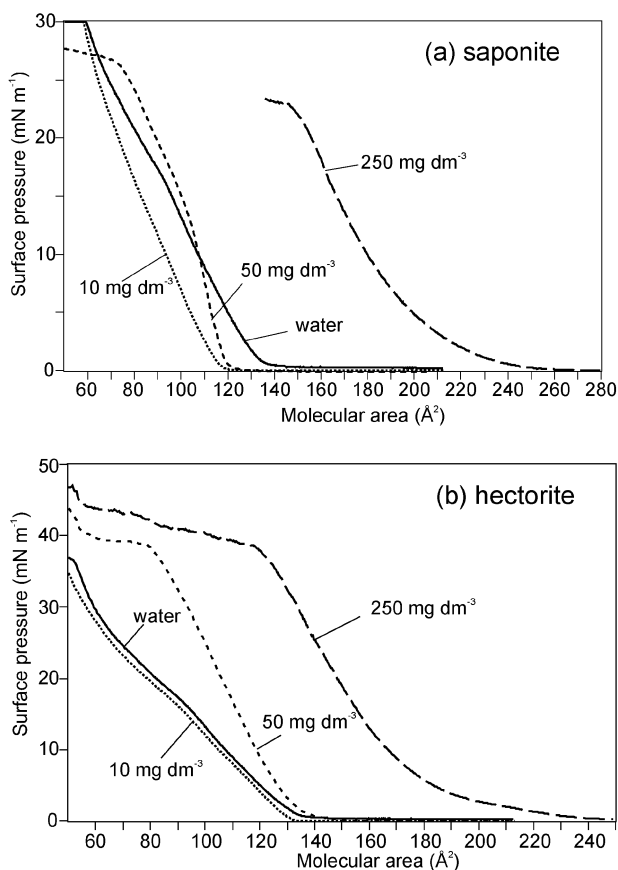 30
20
10
0
Surface pressure (mN m⁻¹)
(a) saponite
250 mg dm⁻³
50 mg dm⁻³
10 mg dm⁻³
water
60 80 100 120 140 160 180 200 220 240 260 280
Molecular area (Å²)
50
40
30
20
10
0
Surface pressure (mN m⁻¹)
(b) hectorite
250 mg dm⁻³
water
50 mg dm⁻³
10 mg dm⁻³
60 80 100 120 140 160 180 200 220 240
Molecular area (Å²)